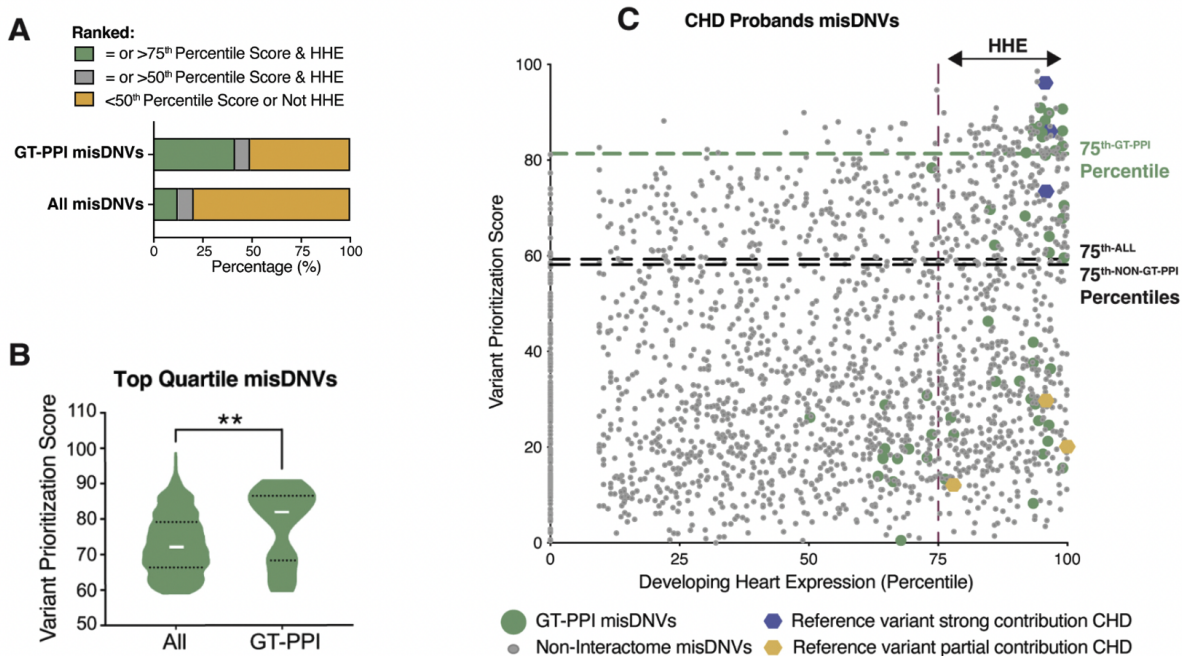 A
Ranked:
= or >75th Percentile Score & HHE
= or >50th Percentile Score & HHE
<50th Percentile Score or Not HHE
GT-PPI misDNVs
All misDNVs
0 25 50 75 100
Percentage (%)
B
Top Quartile misDNVs
**
Variant Prioritization Score
110
100
90
80
70
60
50
All GT-PPI
C
CHD Probands misDNVs
HHE
Variant Prioritization Score
100
80
60
40
20
0
75th-GT-PPI
Percentile
75th-ALL
75th-NON-GT-PPI
Percentiles
0 25 50 75 100
Developing Heart Expression (Percentile)
GT-PPI misDNVs
Non-Interactome misDNVs
Reference variant strong contribution CHD
Reference variant partial contribution CHD